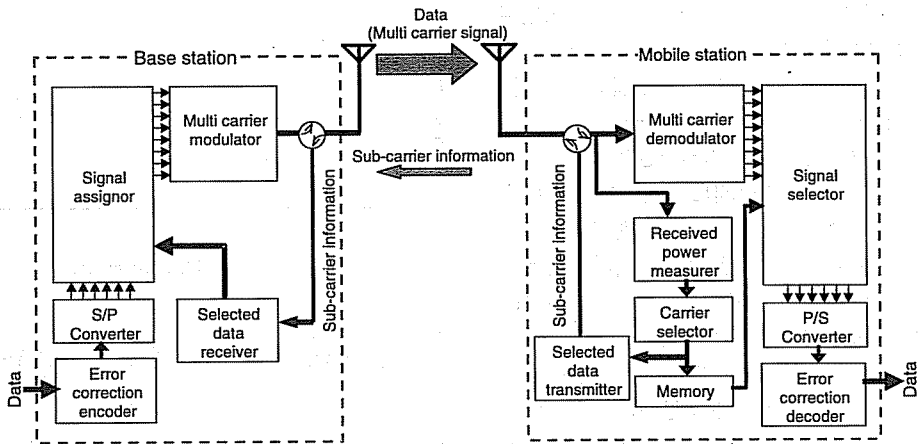 Data
(Multi carrier signal)
Base station
Mobile station
Multi carrier
modulator
Signal
assignor
Sub-carrier information
Sub-carrier information
Selected
data
receiver
S/P
Converter
Error
correction
encoder
Data
Multi carrier
demodulator
Signal
selector
Sub-carrier information
Received
power
measurer
Carrier
selector
Selected
data
transmitter
Memory
P/S
Converter
Error
correction
decoder
Data